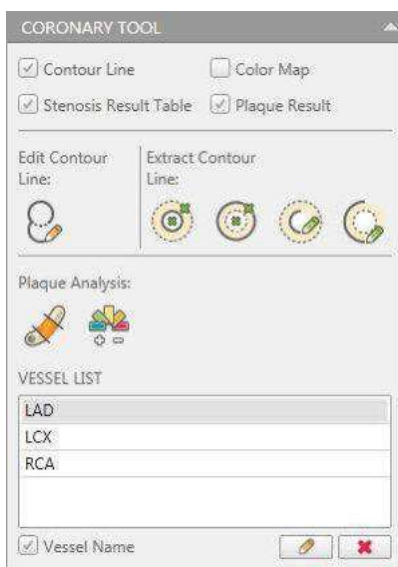 CORONARY TOOL
Contour Line
Color Map
Stenosis Result Table
Plaque Result
Edit Contour
Line:
Extract Contour
Line:
Plaque Analysis:
VESSEL LIST
LAD
LCX
RCA
Vessel Name